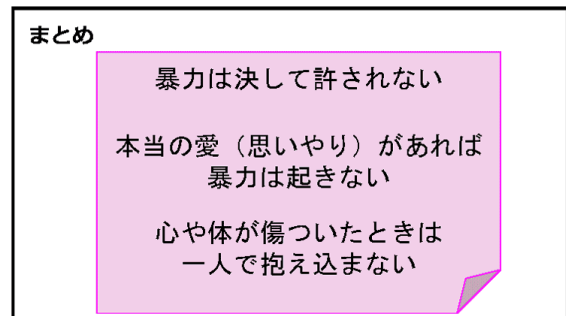 まとめ
暴力は決して許されない
本当の愛（思いやり）があれば
暴力は起きない
心や体が傷ついたときは
一人で抱え込まない